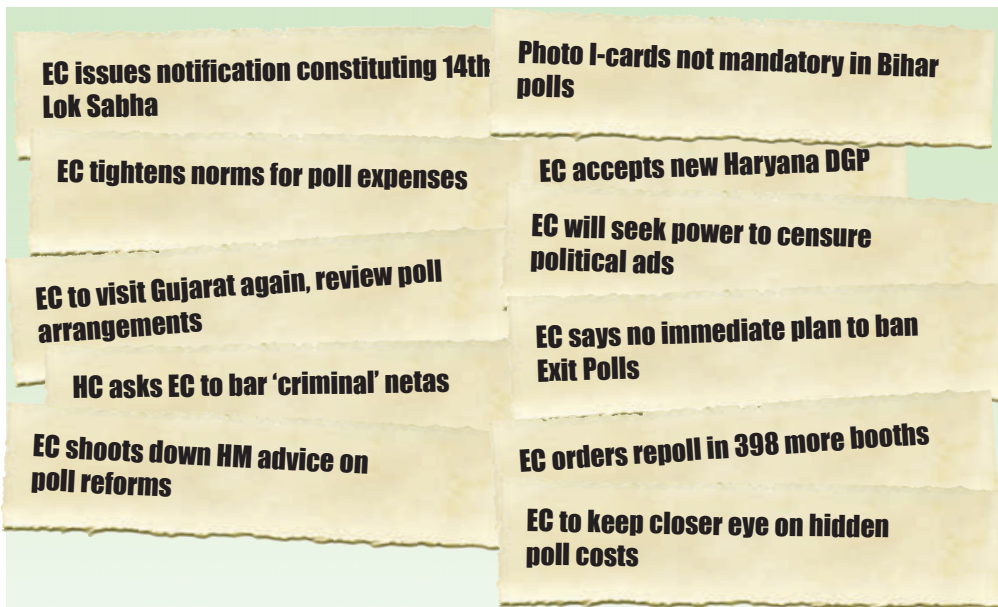 EC issues notification constituting 14th
Lok Sabha
EC tightens norms for poll expenses
EC to visit Gujarat again, review poll
arrangements
HC asks EC to bar ‘criminal’ netas
EC shoots down HM advice on
poll reforms
Photo I-cards not mandatory in Bihar
polls
EC accepts new Haryana DGP
EC will seek power to censure
political ads
EC says no immediate plan to ban
Exit Polls
EC orders repoll in 398 more booths
EC to keep closer eye on hidden
poll costs